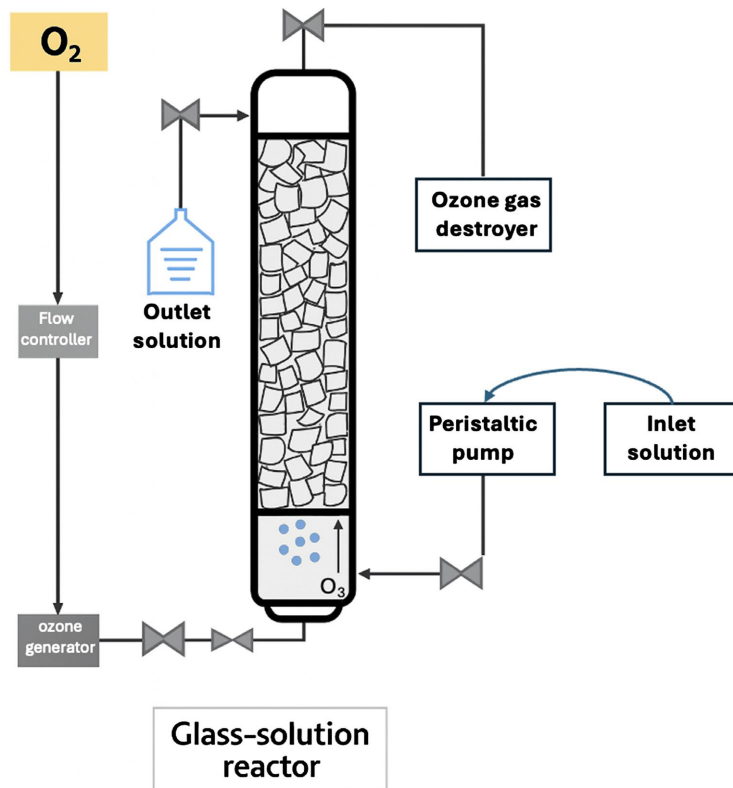 O₂
Ozone gas
destroyer
Outlet
solution
Flow
controller
Peristaltic
pump
Inlet
solution
O₃
ozone
generator
Glass-solution
reactor